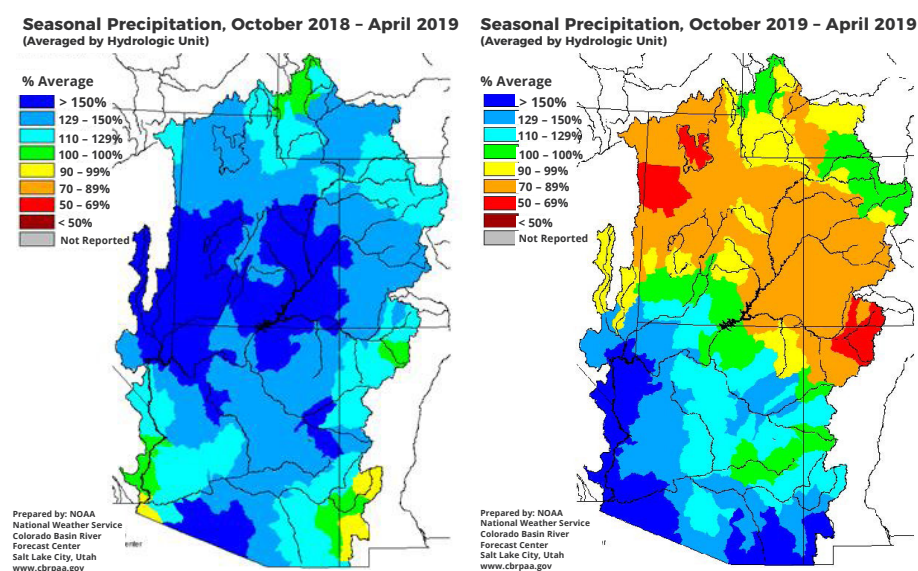 Seasonal Precipitation, October 2018 – April 2019
(Averaged by Hydrologic Unit)
% Average
> 150%
129 – 150%
110 – 129%
100 – 100%
90 – 99%
70 – 89%
50 – 69%
< 50%
Not Reported
Prepared by: NOAA
National Weather Service
Colorado Basin River
Forecast Center
Salt Lake City, Utah
www.cbrpaa.gov
enter
Seasonal Precipitation, October 2019 – April 2019
(Averaged by Hydrologic Unit)
% Average
> 150%
129 – 150%
110 – 129%
100 – 100%
90 – 99%
70 – 89%
50 – 69%
< 50%
Not Reported
Prepared by: NOAA
National Weather Service
Colorado Basin River
Forecast Center
Salt Lake City, Utah
www.cbrpaa.gov